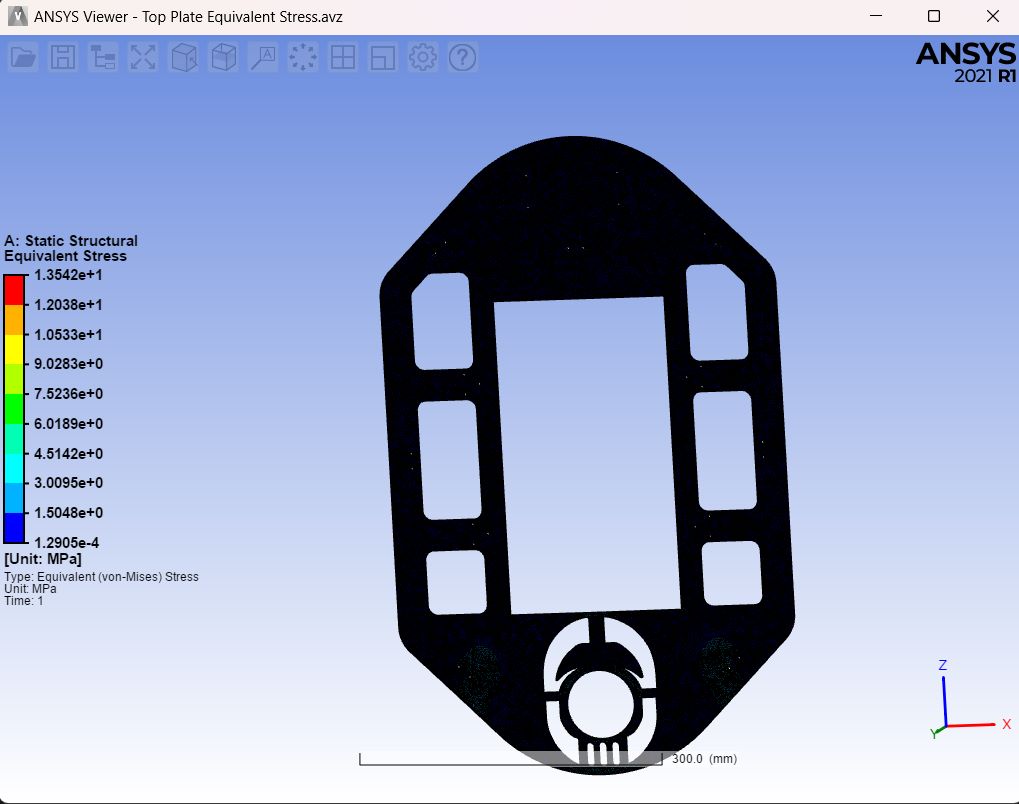 ANSYS Viewer - Top Plate Equivalent Stress.avz
ANSYS
2021 R1
A: Static Structural
Equivalent Stress
1.3542e+1
1.2038e+1
1.0533e+1
9.0283e+0
7.5236e+0
6.0189e+0
4.5142e+0
3.0095e+0
1.5048e+0
1.2905e-4
[Unit: MPa]
Type: Equivalent (von-Mises) Stress
Unit: MPa
Time: 1
Z
X
Y
300.0 (mm)